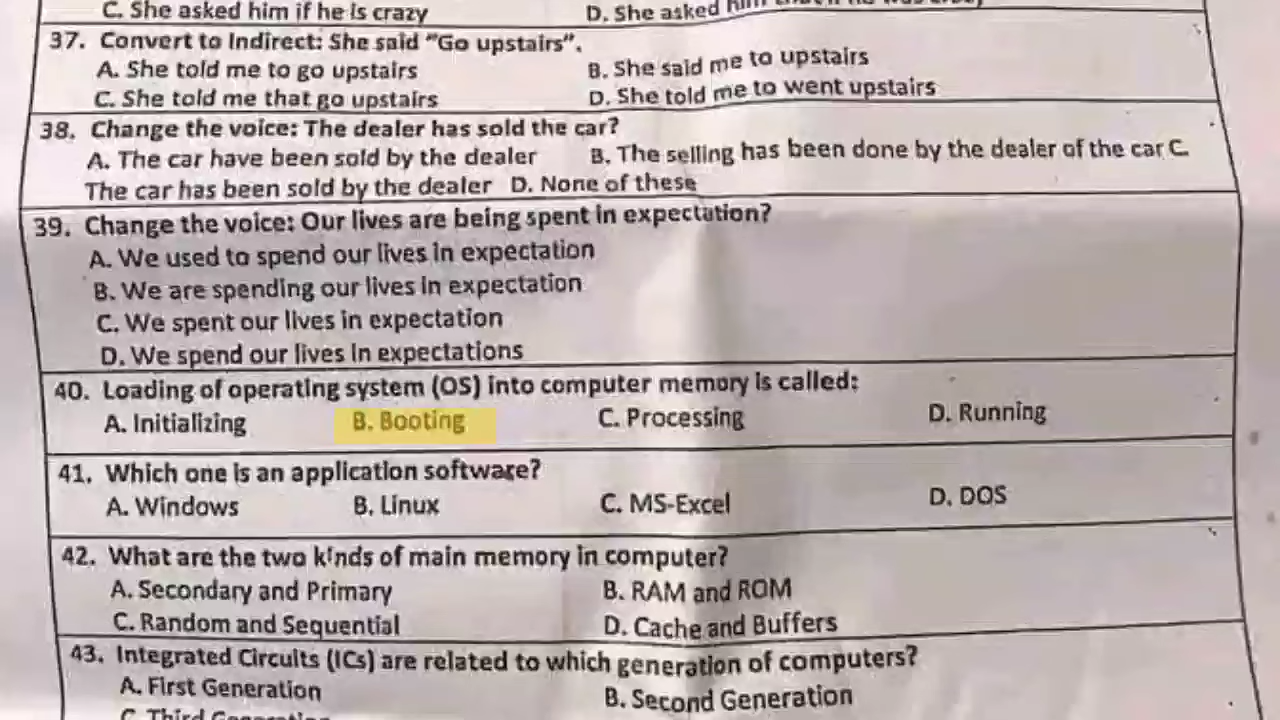 C. She asked him if he is crazy D. She asked him
37. Convert to Indirect: She said "Go upstairs".
A. She told me to go upstairs B. She said me to upstairs
C. She told me that go upstairs D. She told me to went upstairs
38. Change the voice: The dealer has sold the car?
A. The car have been sold by the dealer B. The selling has been done by the dealer of the car C.
The car has been sold by the dealer D. None of these
39. Change the voice: Our lives are being spent in expectation?
A. We used to spend our lives in expectation
B. We are spending our lives in expectation
C. We spent our lives in expectation
D. We spend our lives in expectations
40. Loading of operating system (OS) into computer memory is called:
A. Initializing B. Booting C. Processing D. Running
41. Which one is an application software?
A. Windows B. Linux C. MS-Excel D. DOS
42. What are the two kinds of main memory in computer?
A. Secondary and Primary B. RAM and ROM
C. Random and Sequential D. Cache and Buffers
43. Integrated Circuits (ICs) are related to which generation of computers?
A. First Generation B. Second Generation
C. Third Generation